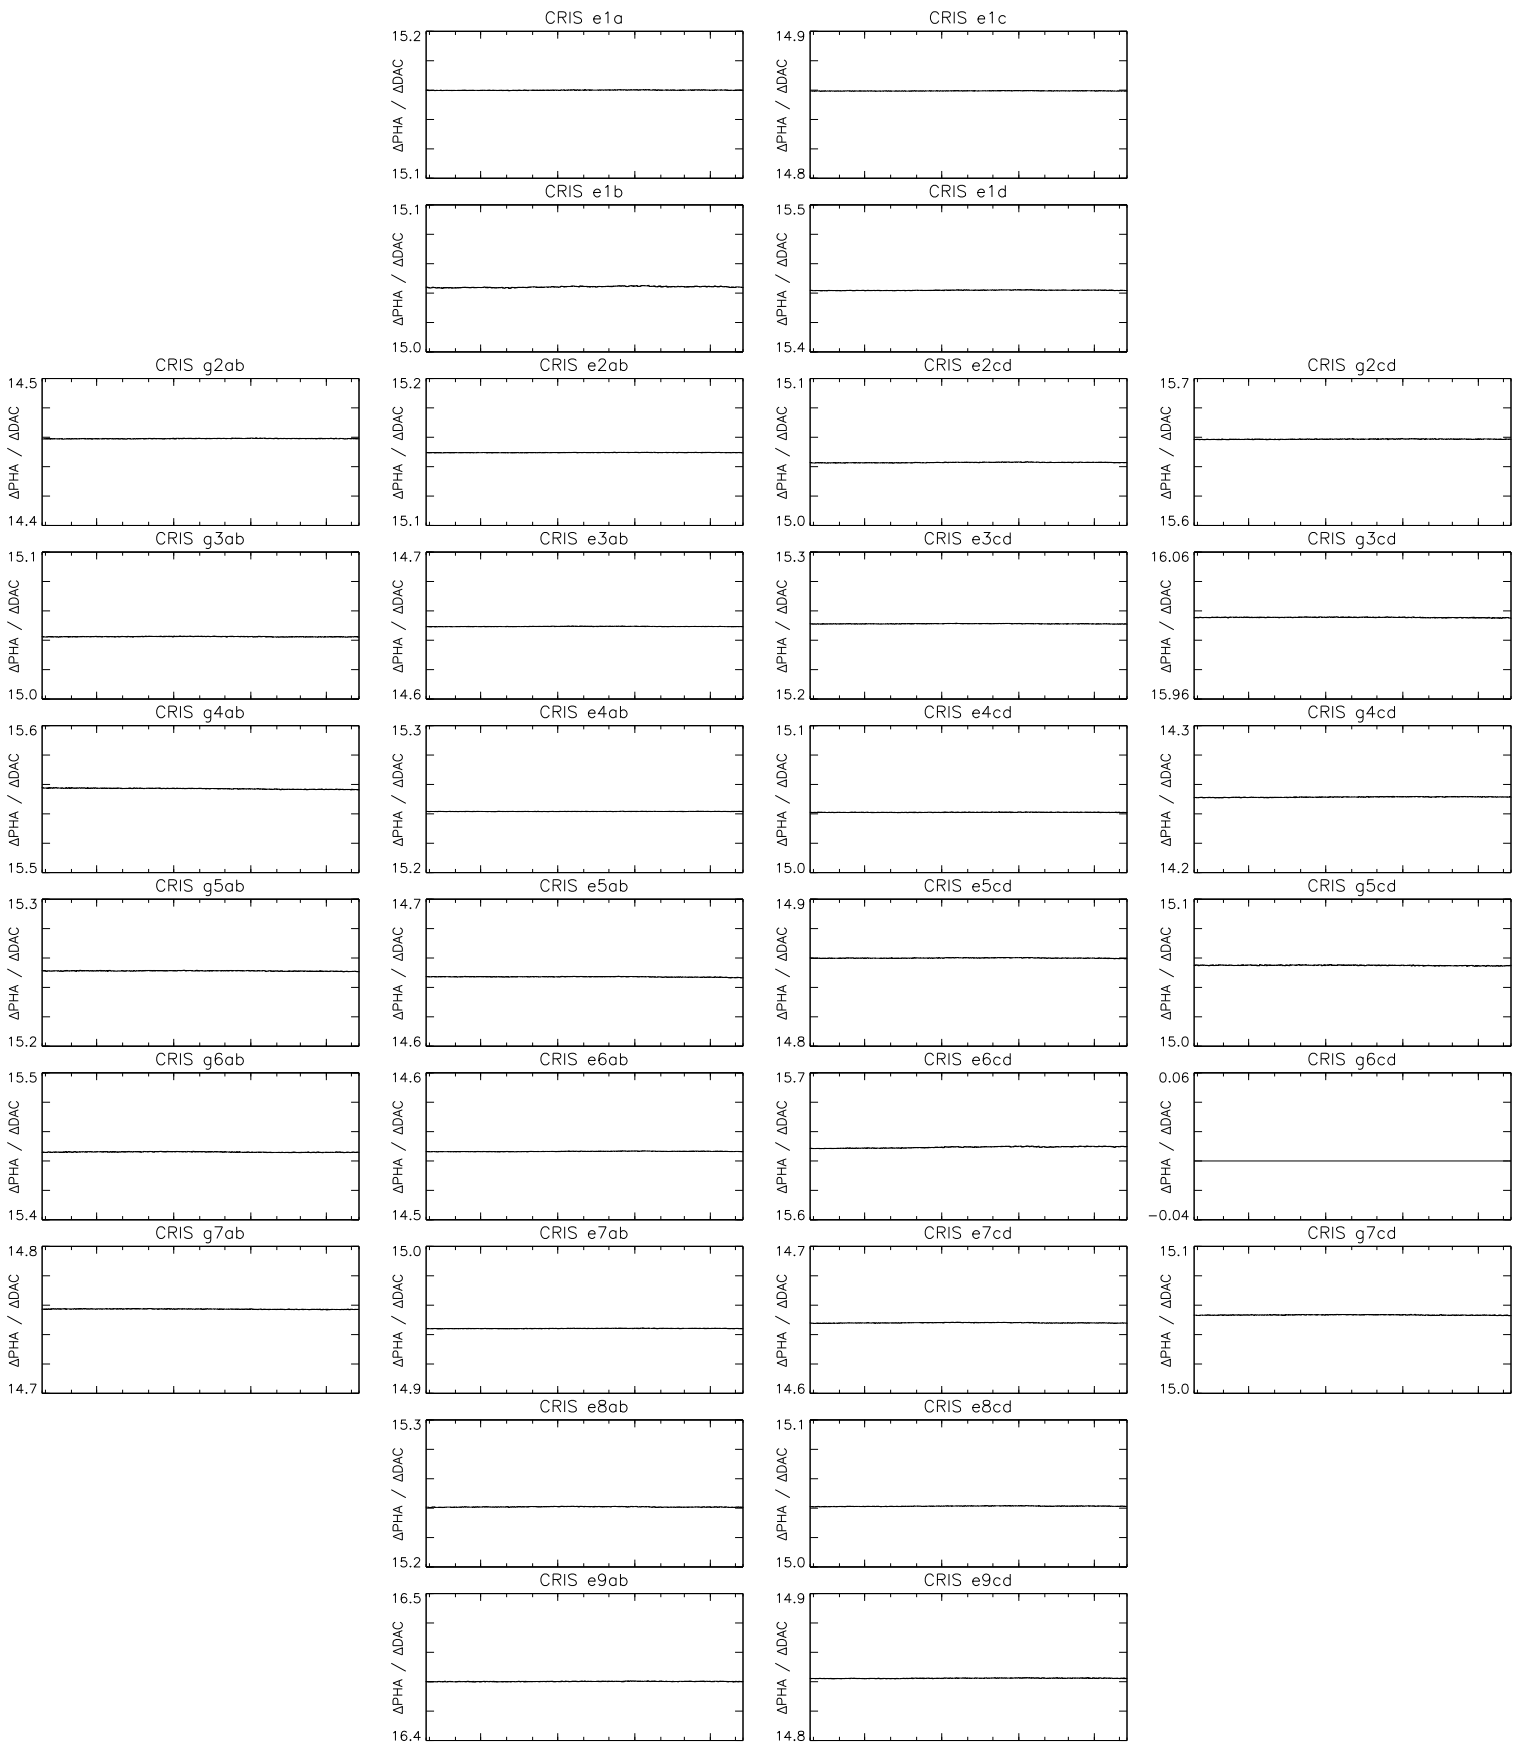 CRIS e1a CRIS e1c
15.2 14.9
ΔPHA / ΔDAC ΔPHA / ΔDAC
15.1 14.8
CRIS e1b CRIS e1d
15.1 15.5
ΔPHA / ΔDAC ΔPHA / ΔDAC
15.0 15.4
CRIS g2ab CRIS e2ab CRIS e2cd CRIS g2cd
14.5 15.2 15.1 15.7
ΔPHA / ΔDAC ΔPHA / ΔDAC ΔPHA / ΔDAC ΔPHA / ΔDAC
14.4 15.1 15.0 15.6
CRIS g3ab CRIS e3ab CRIS e3cd CRIS g3cd
15.1 14.7 15.3 16.06
ΔPHA / ΔDAC ΔPHA / ΔDAC ΔPHA / ΔDAC ΔPHA / ΔDAC
15.0 14.6 15.2 15.96
CRIS g4ab CRIS e4ab CRIS e4cd CRIS g4cd
15.6 15.3 15.1 14.3
ΔPHA / ΔDAC ΔPHA / ΔDAC ΔPHA / ΔDAC ΔPHA / ΔDAC
15.5 15.2 15.0 14.2
CRIS g5ab CRIS e5ab CRIS e5cd CRIS g5cd
15.3 14.7 14.9 15.1
ΔPHA / ΔDAC ΔPHA / ΔDAC ΔPHA / ΔDAC ΔPHA / ΔDAC
15.2 14.6 14.8 15.0
CRIS g6ab CRIS e6ab CRIS e6cd CRIS g6cd
15.5 14.6 15.7 0.06
ΔPHA / ΔDAC ΔPHA / ΔDAC ΔPHA / ΔDAC ΔPHA / ΔDAC
15.4 14.5 15.6 −0.04
CRIS g7ab CRIS e7ab CRIS e7cd CRIS g7cd
14.8 15.0 14.7 15.1
ΔPHA / ΔDAC ΔPHA / ΔDAC ΔPHA / ΔDAC ΔPHA / ΔDAC
14.7 14.9 14.6 15.0
CRIS e8ab CRIS e8cd
15.3 15.1
ΔPHA / ΔDAC ΔPHA / ΔDAC
15.2 15.0
CRIS e9ab CRIS e9cd
16.5 14.9
ΔPHA / ΔDAC ΔPHA / ΔDAC
16.4 14.8